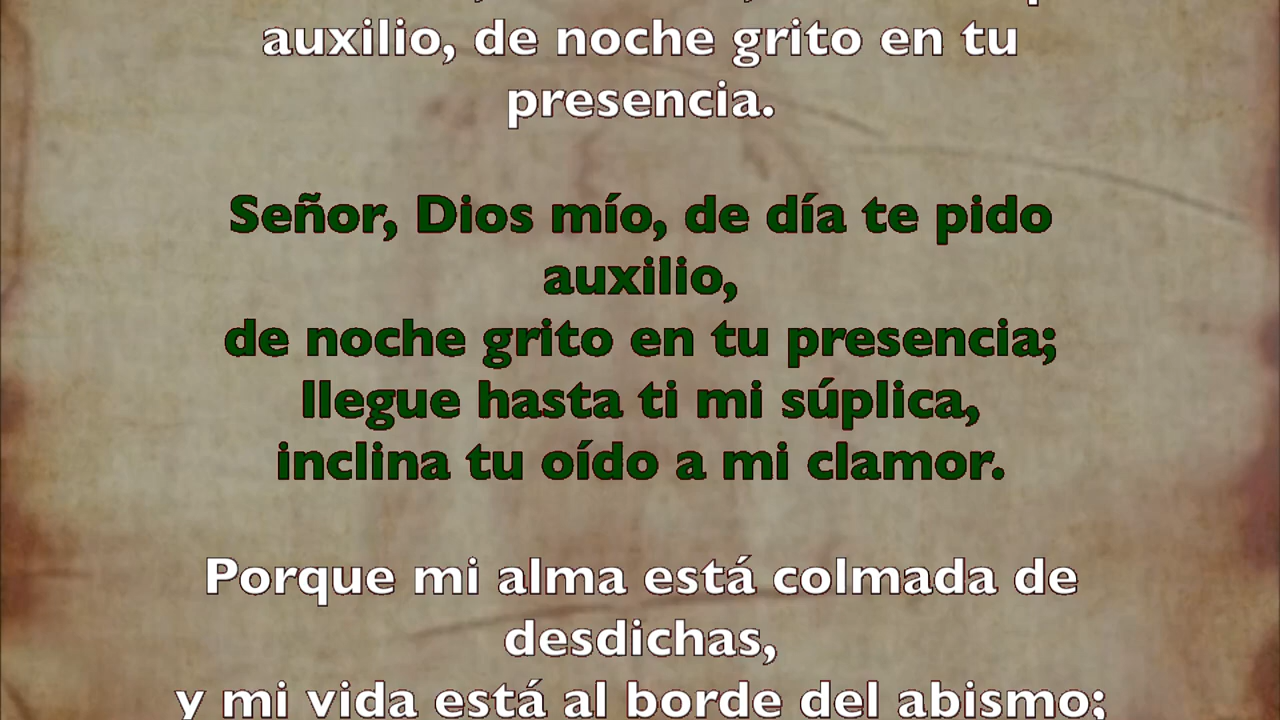 auxilio, de noche grito en tu
presencia.
Señor, Dios mío, de día te pido
auxilio,
de noche grito en tu presencia;
llegue hasta ti mi súplica,
inclina tu oído a mi clamor.
Porque mi alma está colmada de
desdichas,
y mi vida está al borde del abismo;